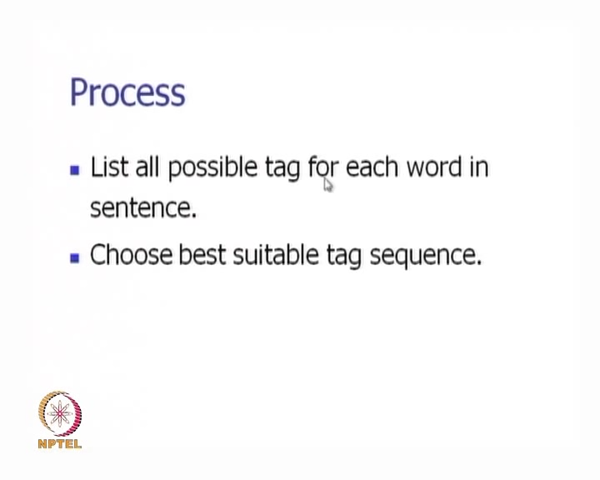 Process
List all possible tag for each word in
sentence.
Choose best suitable tag sequence.
NPTEL